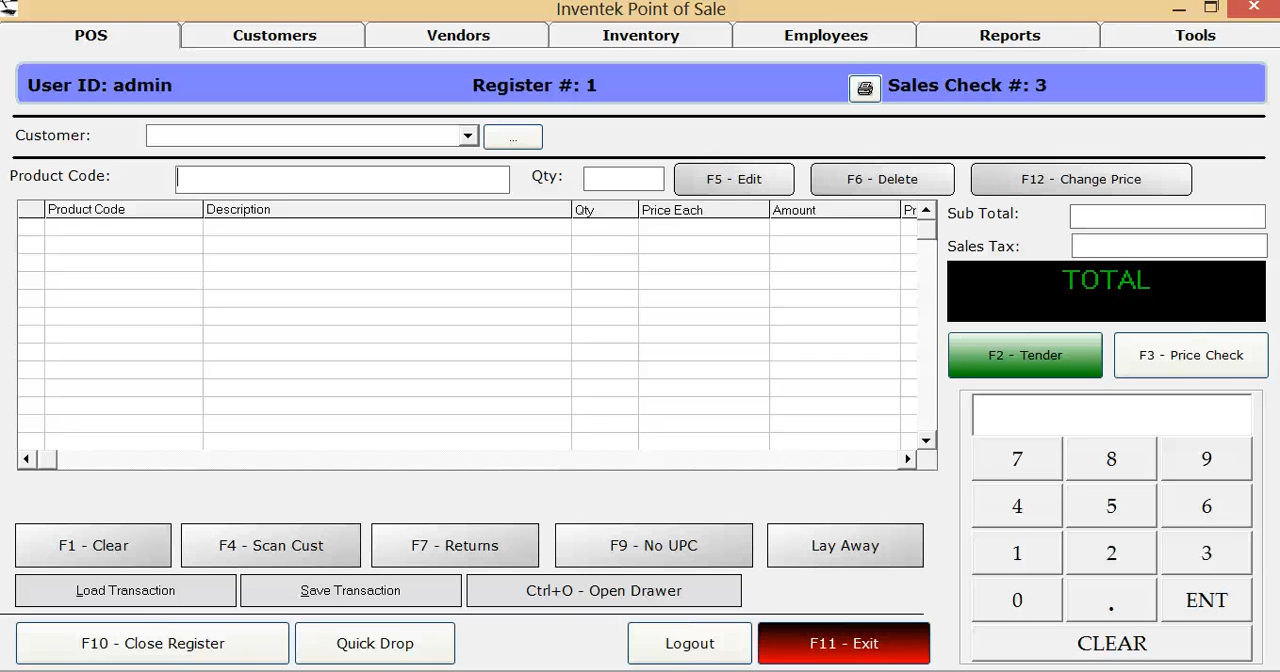 Inventek Point of Sale
POS Customers Vendors Inventory Employees Reports Tools
User ID: admin Register #: 1 Sales Check #: 3
Customer: ...
Product Code: Qty: F5 - Edit F6 - Delete F12 - Change Price
Product Code Description Qty Price Each Amount Pr
Sub Total:
Sales Tax:
TOTAL
F2 - Tender F3 - Price Check
7 8 9
4 5 6
1 2 3
0 . ENT
CLEAR
F1 - Clear F4 - Scan Cust F7 - Returns F9 - No UPC Lay Away
Load Transaction Save Transaction Ctrl+O - Open Drawer
F10 - Close Register Quick Drop Logout F11 - Exit